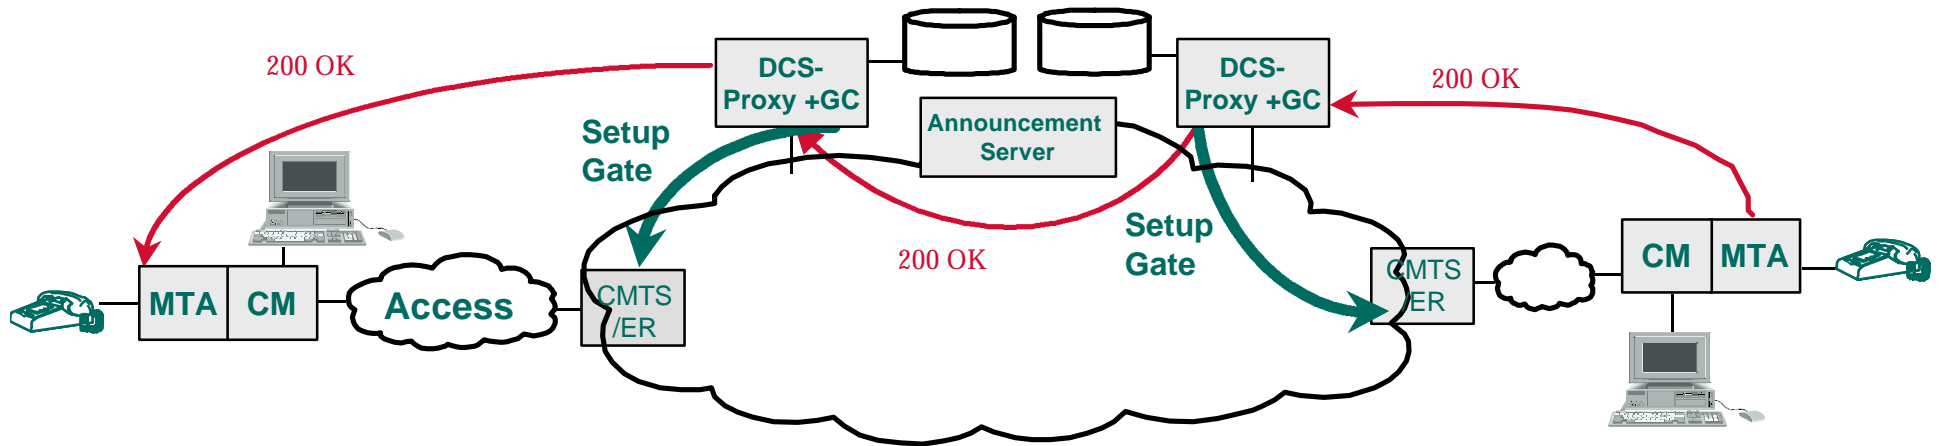 200 OK
DCS-
Proxy +GC
DCS-
Proxy +GC
200 OK
Setup
Gate
Announcement
Server
Setup
Gate
200 OK
MTA
CM
Access
CMTS
/ER
CMTS
/ER
CM
MTA